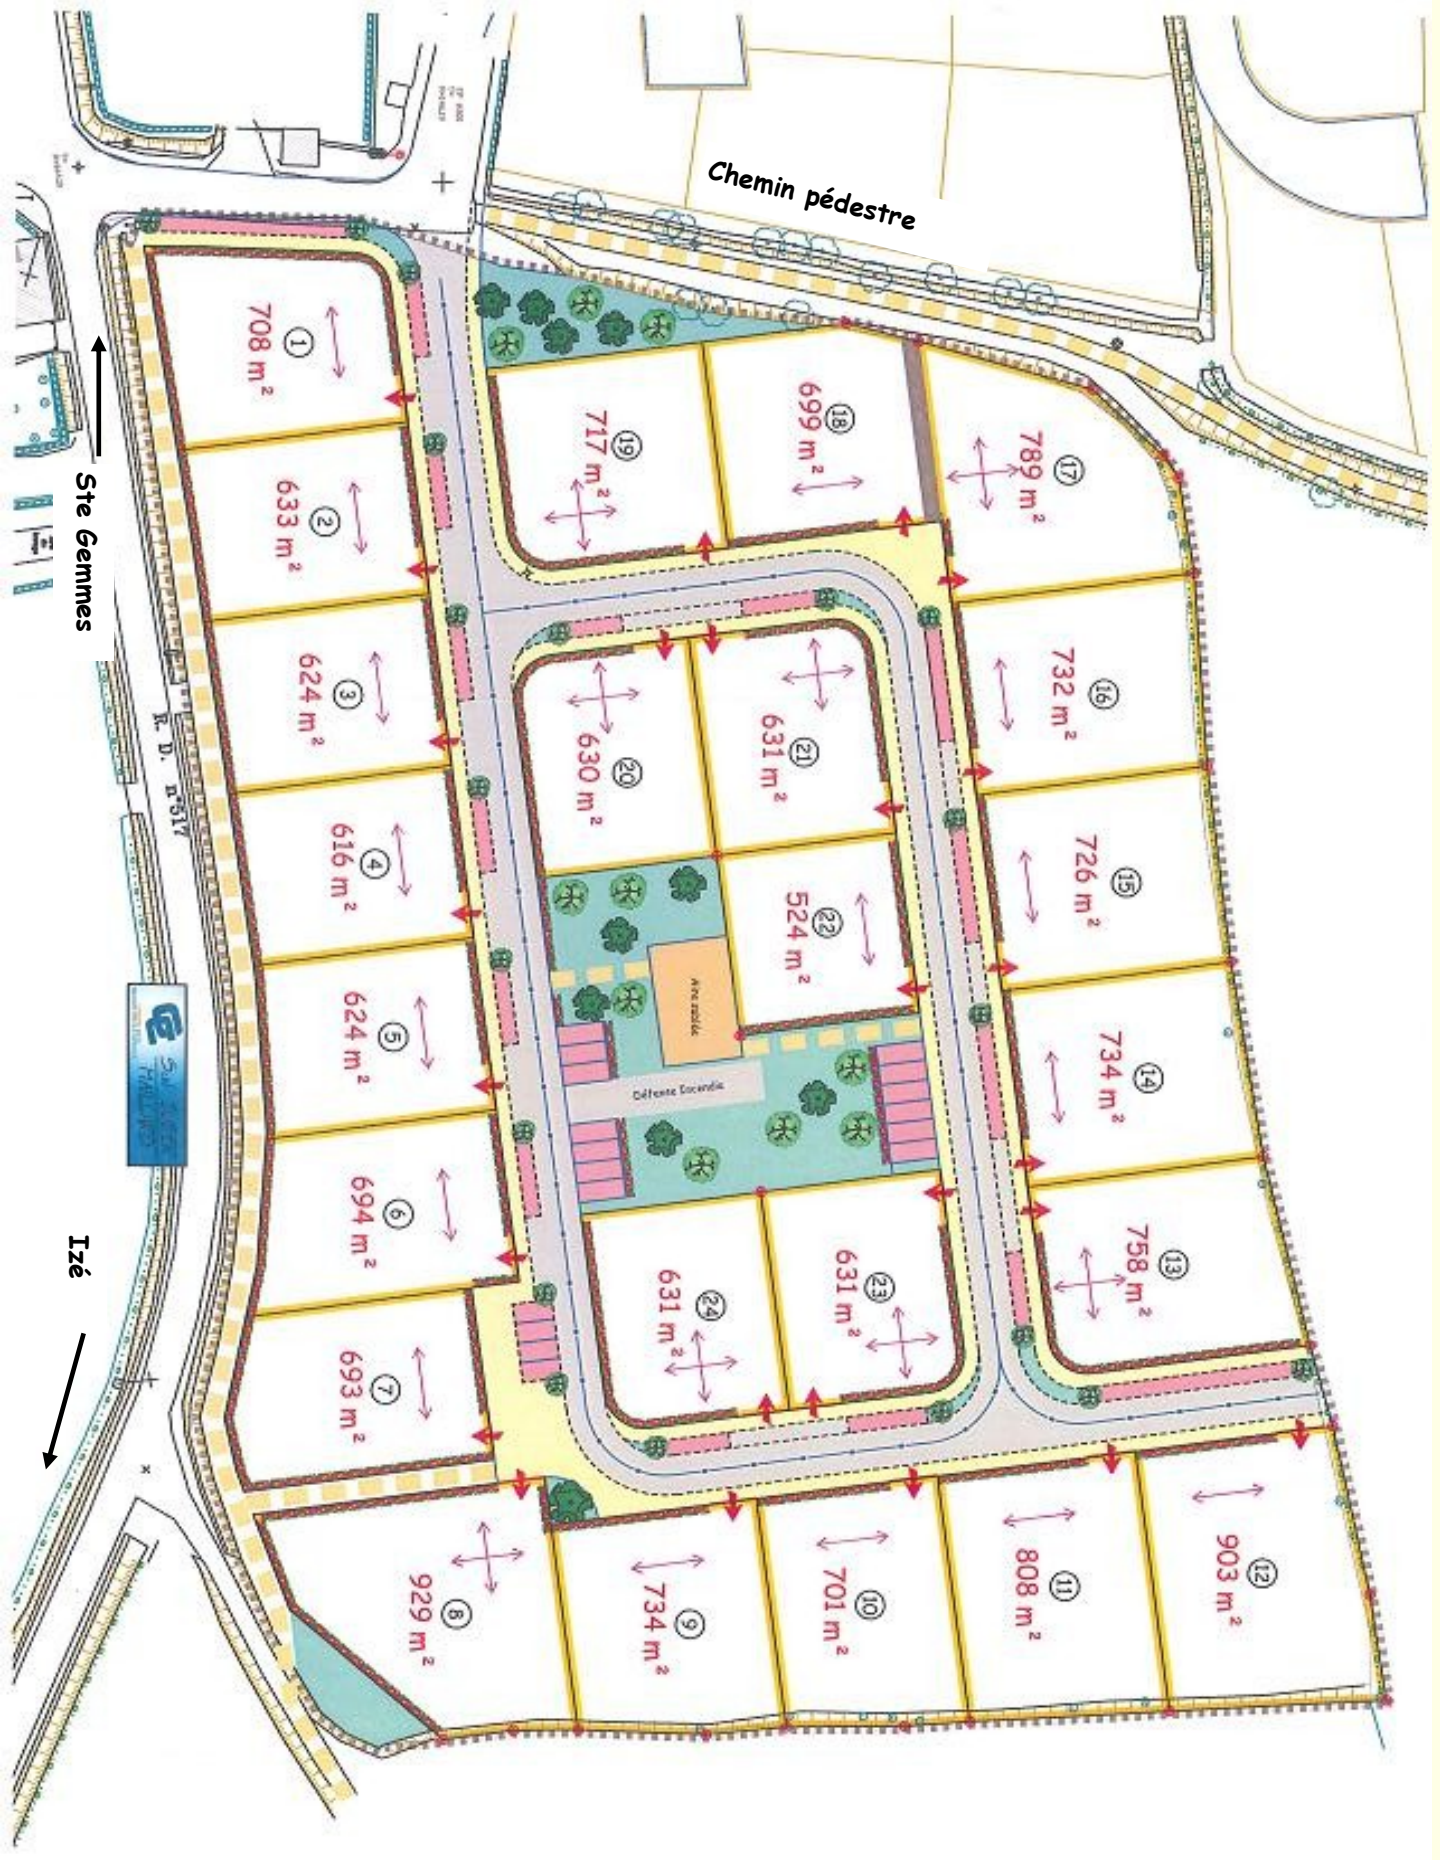 Chemin pédestre
Ste Gemmes
Izé
R. D. n°517
1
708 m²
2
633 m²
3
624 m²
4
616 m²
5
624 m²
6
694 m²
7
693 m²
8
929 m²
9
734 m²
10
701 m²
11
808 m²
12
903 m²
13
758 m²
14
734 m²
15
726 m²
16
732 m²
17
789 m²
18
699 m²
19
717 m²
20
630 m²
21
631 m²
22
524 m²
23
631 m²
24
631 m²
Aire sablée
Défense Incendie